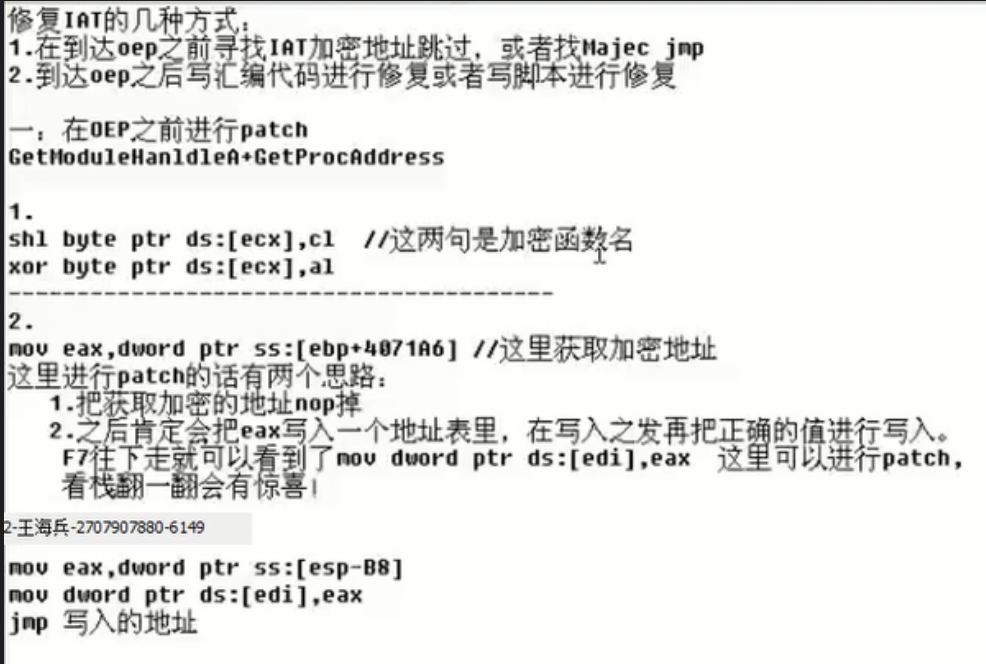 修复IAT的几种方式:
1.在到达oep之前寻找IAT加密地址跳过，或者找Majec jmp
2.到达oep之后写汇编代码进行修复或者写脚本进行修复
一：在OEP之前进行patch
GetModuleHanldleA+GetProcAddress
1.
shl byte ptr ds:[ecx],cl  //这两句是加密函数名
xor byte ptr ds:[ecx],al
----------------------------------------
2.
mov eax,dword ptr ss:[ebp+4071A6] //这里获取加密地址
这里进行patch的话有两个思路:
1.把获取加密的地址nop掉
2.之后肯定会把eax写入一个地址表里，在写入之发再把正确的值进行写入。
F7往下走就可以看到了mov dword ptr ds:[edi],eax  这里可以进行patch,
看栈翻一翻会有惊喜!
2-王海兵-2707907880-6149
mov eax,dword ptr ss:[esp-B8]
mov dword ptr ds:[edi],eax
jmp 写入的地址